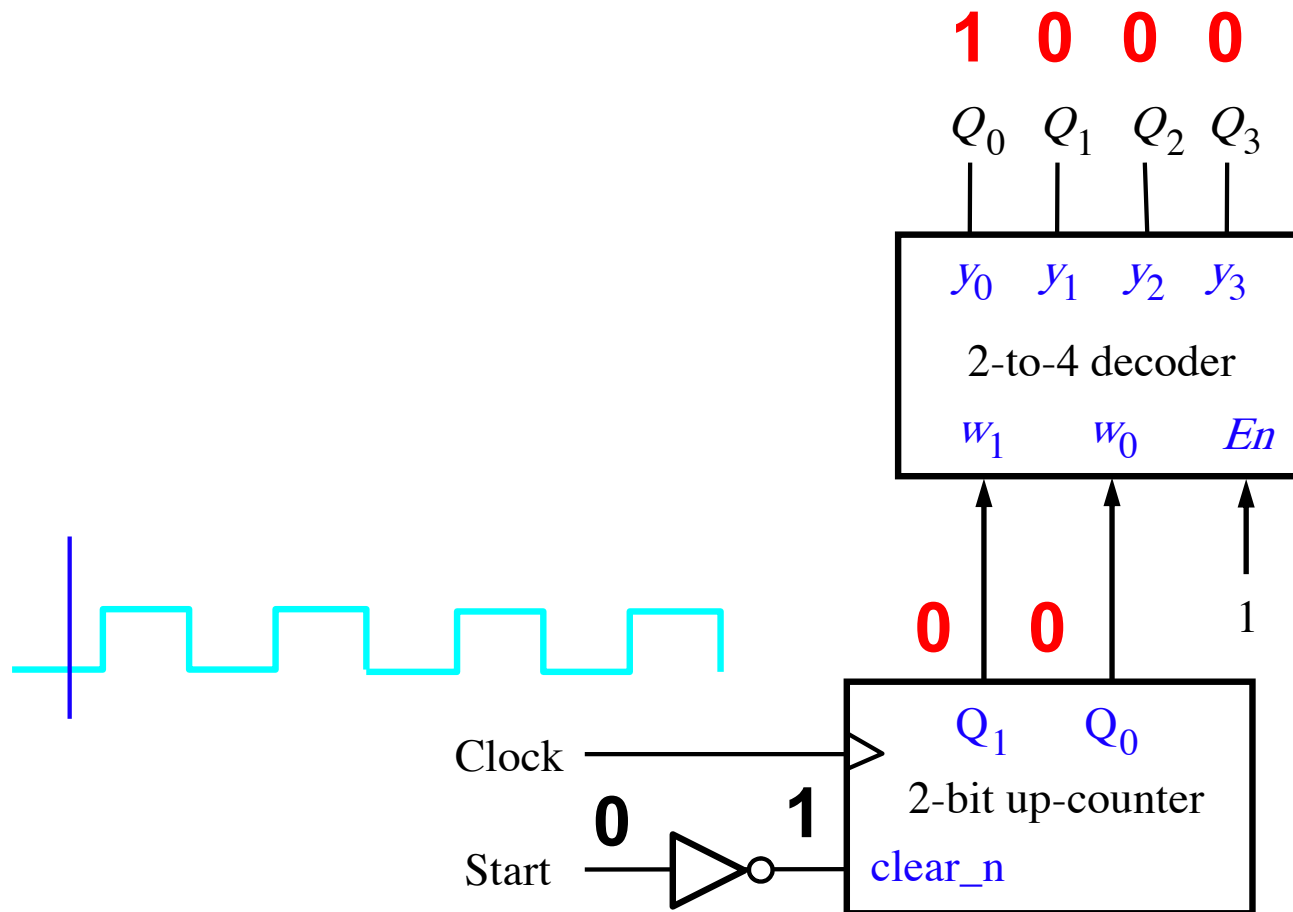 1 0 0 0
Q0 Q1 Q2 Q3
y0 y1 y2 y3
2-to-4 decoder
w1 w0 En
0 0 1
Q1 Q0
Clock
2-bit up-counter
0 1
Start
clear_n